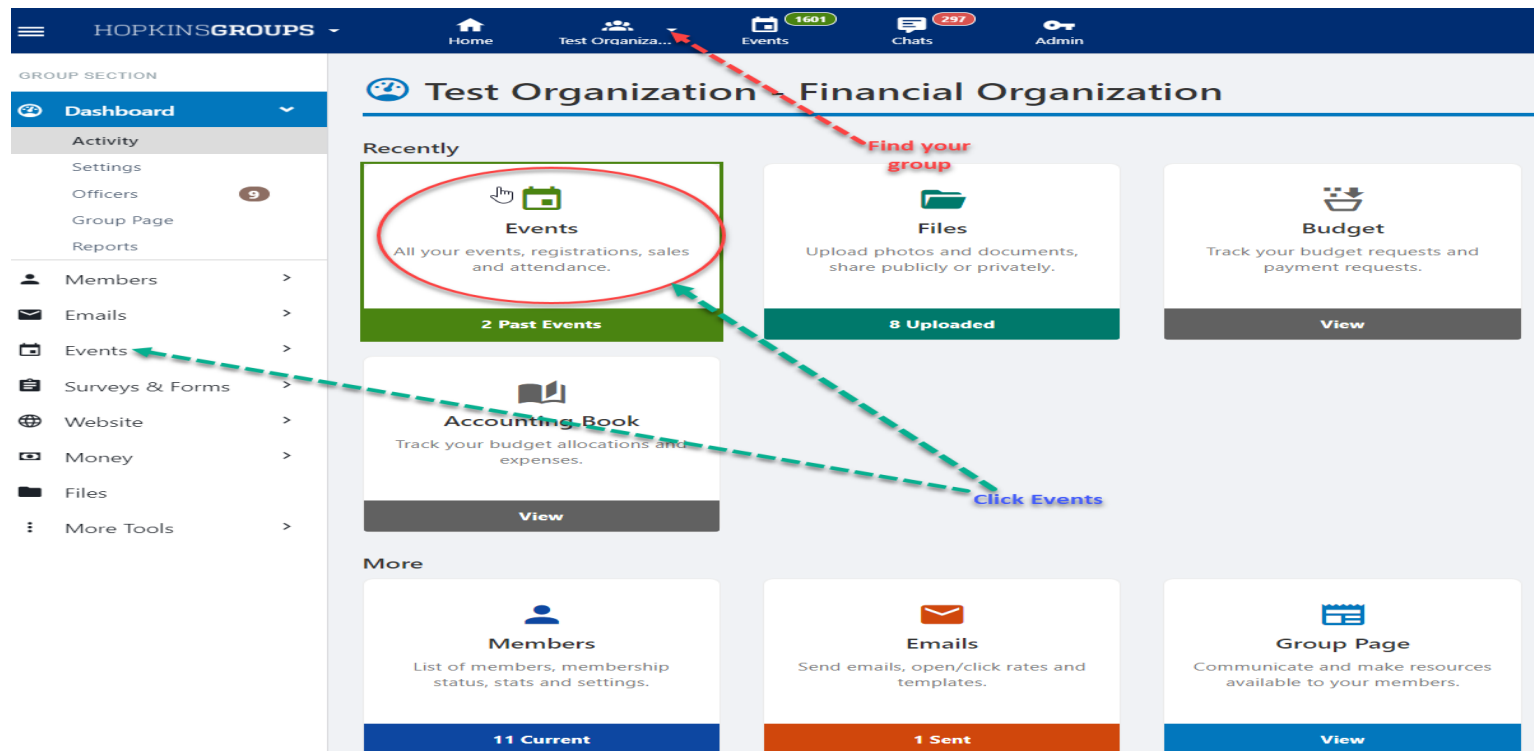 HOPKINSGROUPS
Home
Test Organiza...
1601
Events
297
Chats
Admin
GROUP SECTION
Dashboard
Activity
Settings
Officers 9
Group Page
Reports
Members
Emails
Events
Surveys & Forms
Website
Money
Files
More Tools
Test Organization - Financial Organization
Find your
group
Recently
Events
All your events, registrations, sales
and attendance.
2 Past Events
Files
Upload photos and documents,
share publicly or privately.
8 Uploaded
Budget
Track your budget requests and
payment requests.
View
Accounting Book
Track your budget allocations and
expenses.
View
Click Events
More
Members
List of members, membership
status, stats and settings.
11 Current
Emails
Send emails, open/click rates and
templates.
1 Sent
Group Page
Communicate and make resources
available to your members.
View